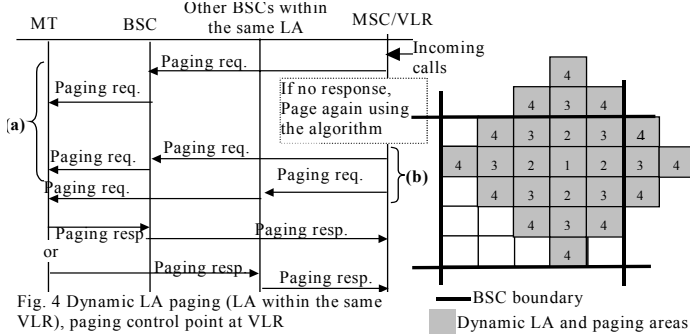 Other BSCs within
the same LA
MT
BSC
MSC/VLR
Incoming
calls
Paging req.
Paging req.
If no response,
Page again using
the algorithm
(a)
Paging req.
Paging req.
Paging req.
Paging req.
(b)
Paging resp
Paging resp.
or
Paging resp
Paging resp.
4
4 3 4
4 3 2 3 4
4 3 2 1 2 3 4
4 3 2 3 4
4 3 4
4
Fig. 4 Dynamic LA paging (LA within the same
VLR), paging control point at VLR
BSC boundary
Dynamic LA and paging areas